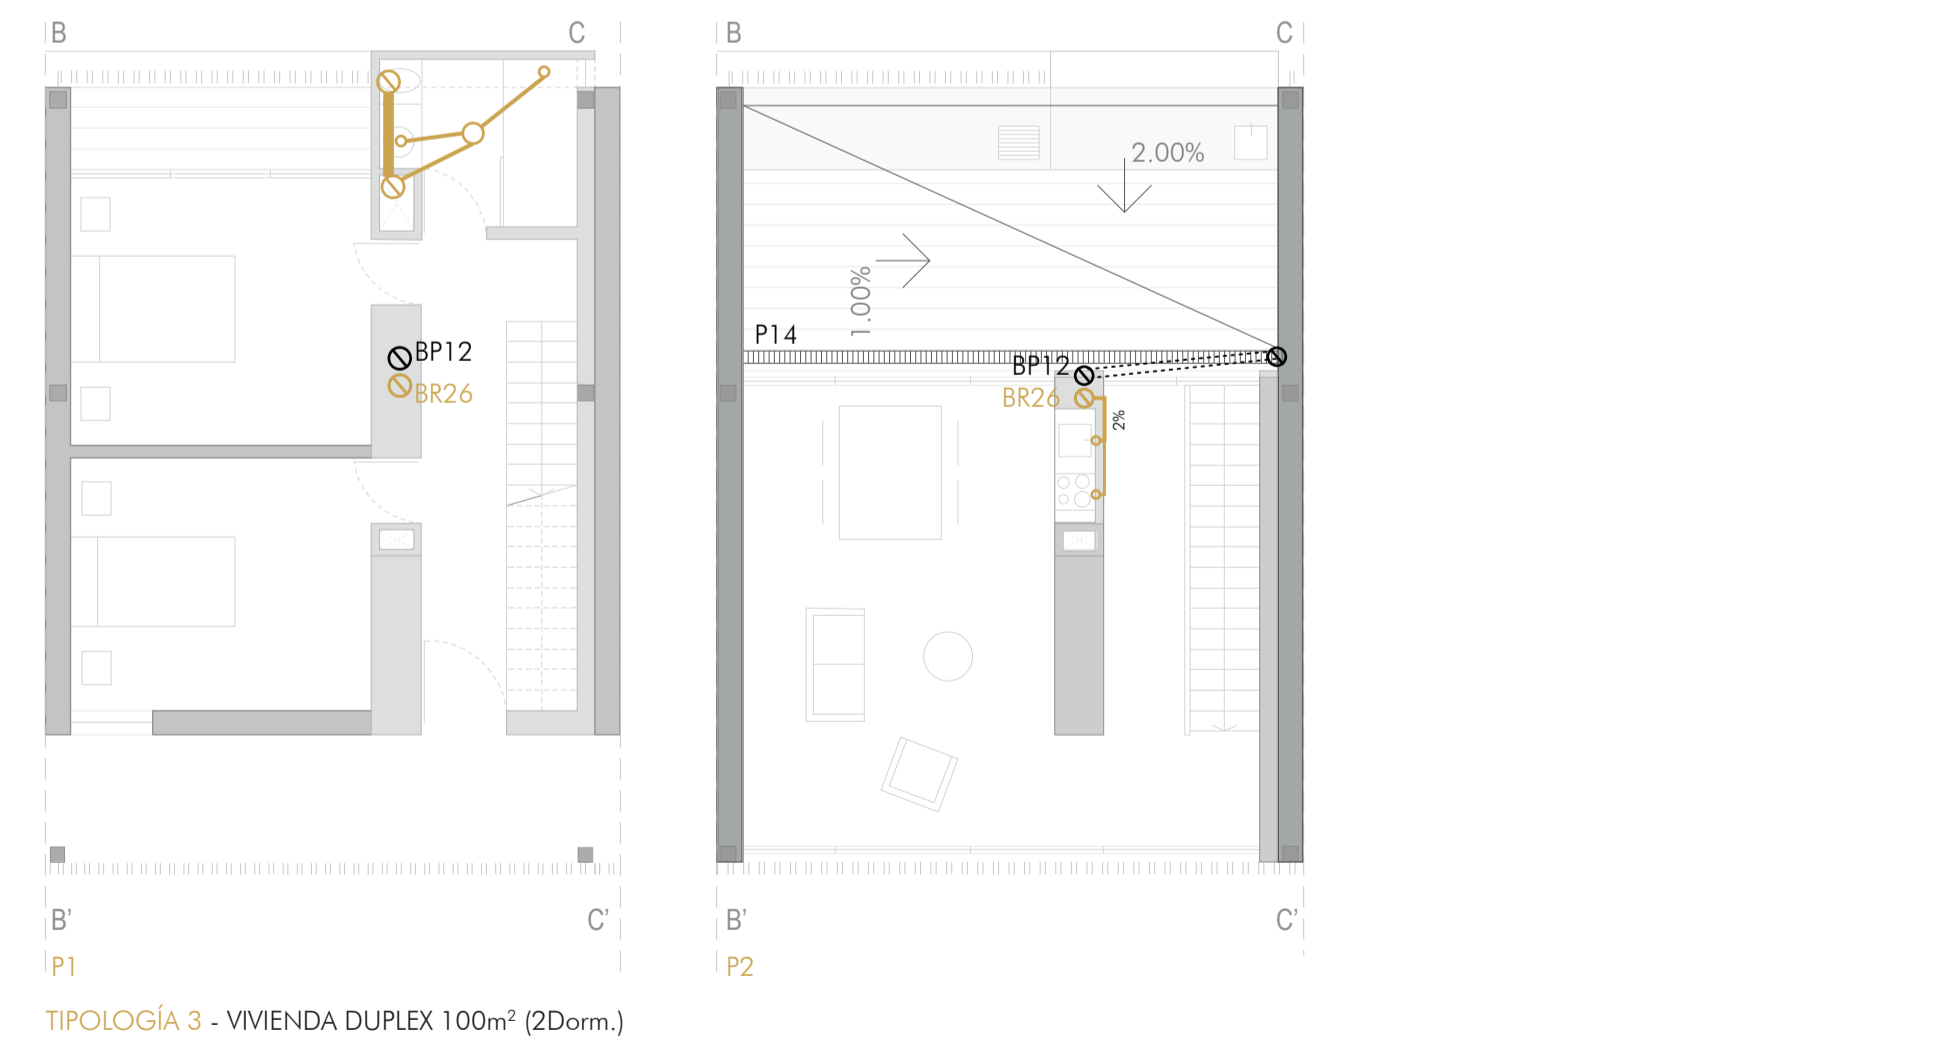 B
C
B
C
2.00%
1.00%
P14
BP12
BR26
BP12
BR26
2%
B'
C'
B'
C'
P1
P2
TIPOLOGÍA 3 - VIVIENDA DUPLEX 100m² (2Dorm.)